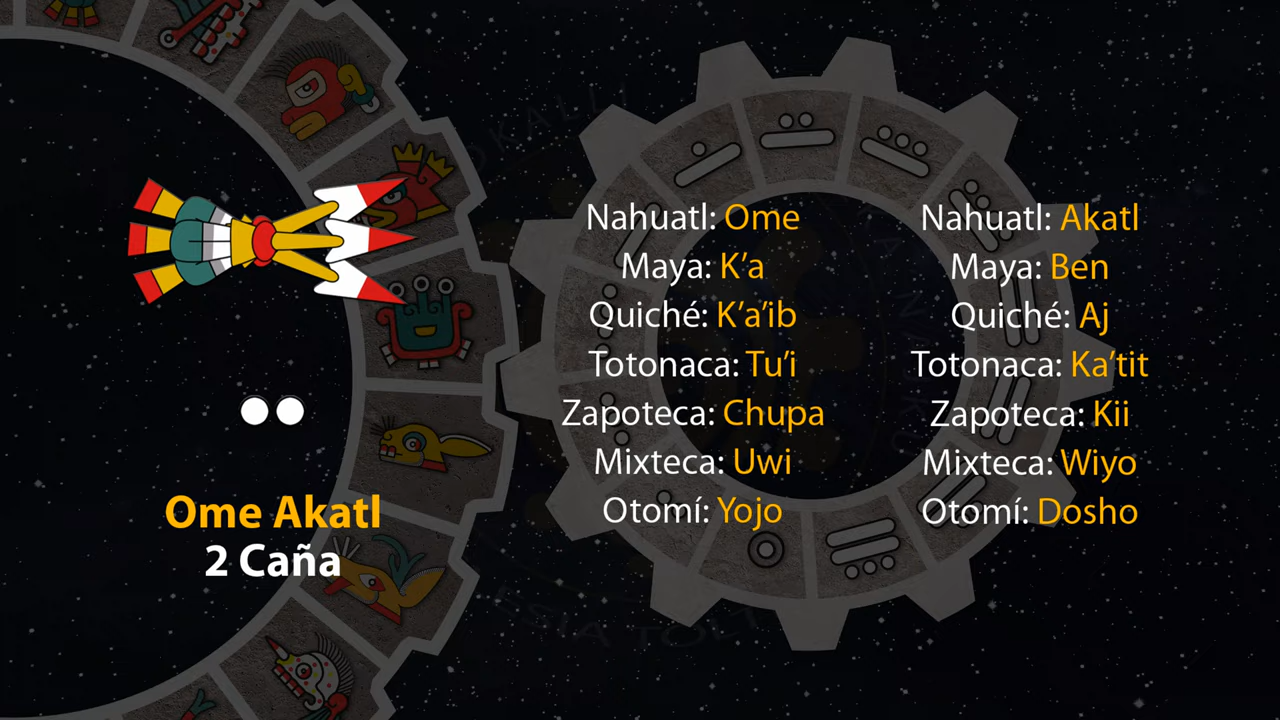 Ome Akatl
2 Caña
Nahuatl: Ome
Maya: K’a
Quiché: K’a’ib
Totonaca: Tu’i
Zapoteca: Chupa
Mixteca: Uwi
Otomí: Yojo
Nahuatl: Akatl
Maya: Ben
Quiché: Aj
Totonaca: Ka’tit
Zapoteca: Kii
Mixteca: Wiyo
Otomí: Dosho